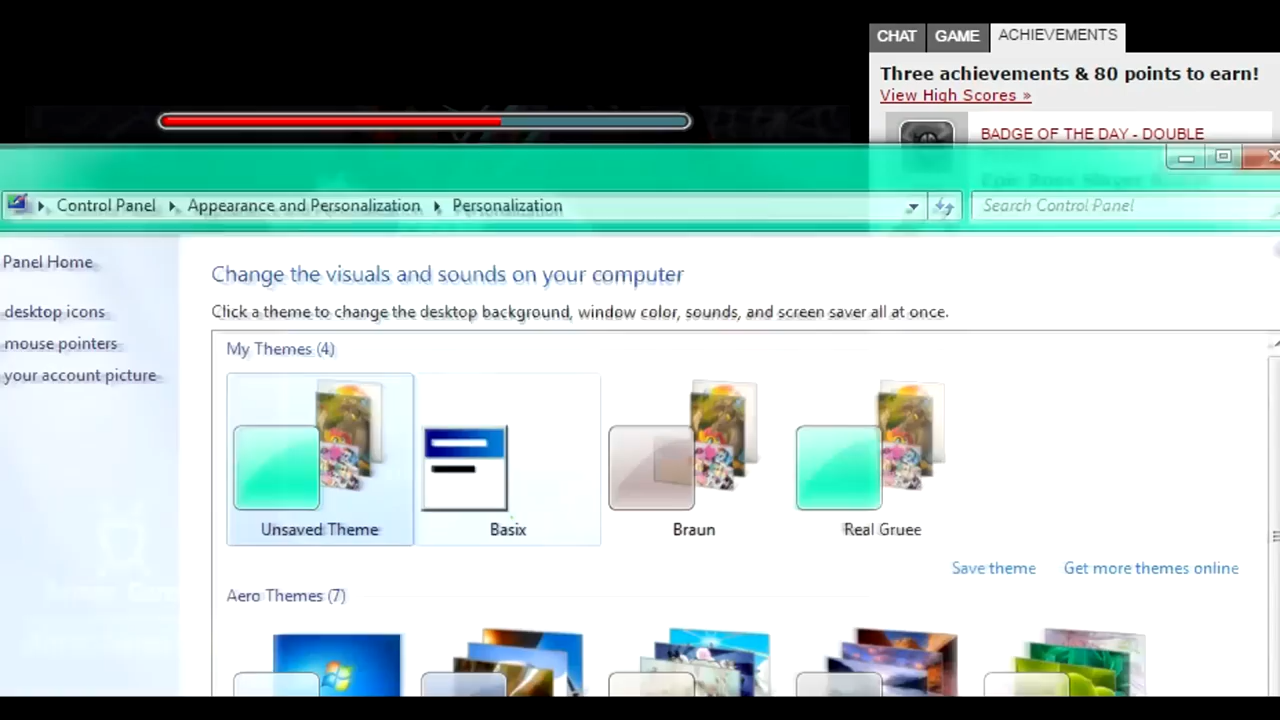 CHAT GAME ACHIEVEMENTS
Three achievements & 80 points to earn!
View High Scores »
BADGE OF THE DAY - DOUBLE
Control Panel Appearance and Personalization Personalization
Search Control Panel
Panel Home
desktop icons
mouse pointers
your account picture
Change the visuals and sounds on your computer
Click a theme to change the desktop background, window color, sounds, and screen saver all at once.
My Themes (4)
Unsaved Theme
Basix
Braun
Real Gruee
Save theme
Get more themes online
Aero Themes (7)